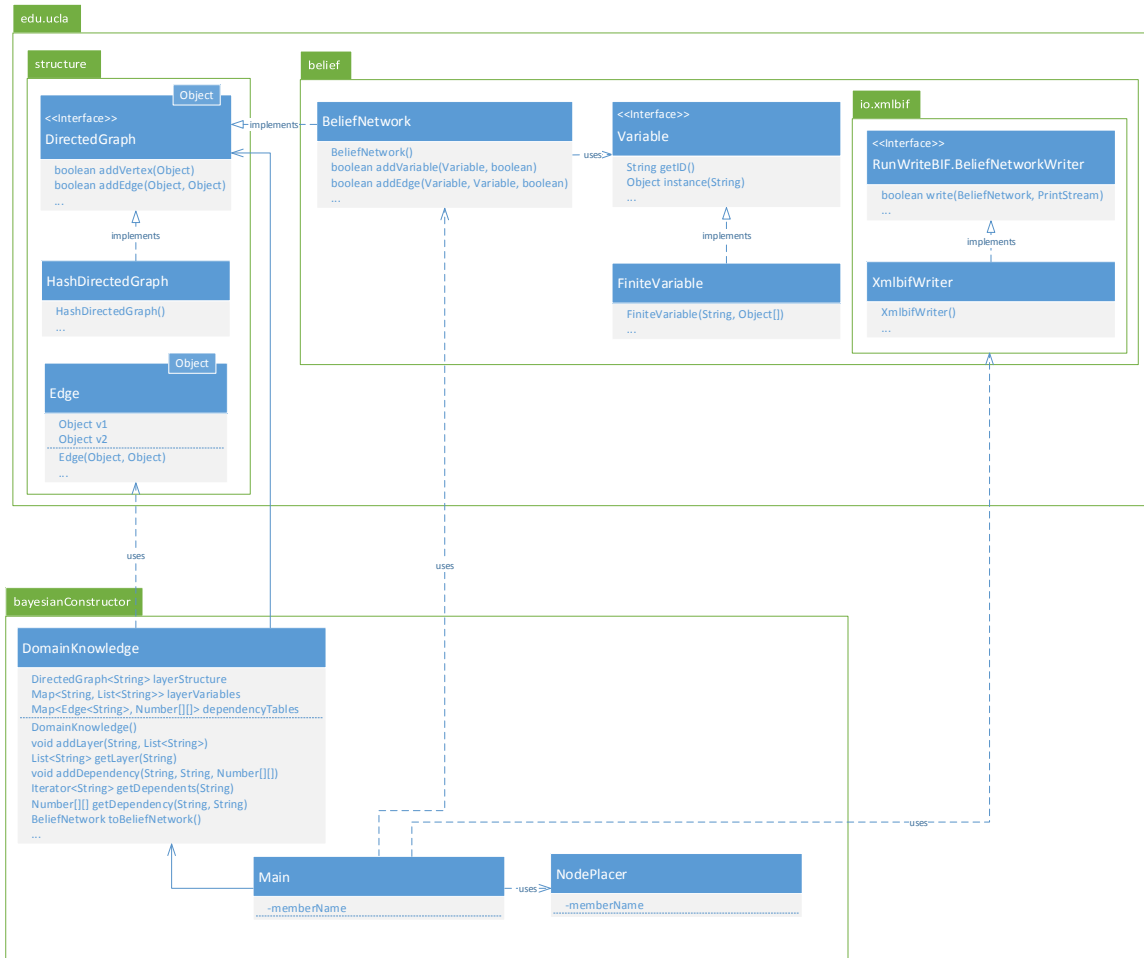 edu.ucla
structure
Object
<<Interface>>
DirectedGraph
boolean addVertex(Object)
boolean addEdge(Object, Object)
...
implements
HashDirectedGraph
HashDirectedGraph()
...
Object
Edge
Object v1
Object v2
Edge(Object, Object)
...
belief
implements
BeliefNetwork
BeliefNetwork()
boolean addVariable(Variable, boolean)
boolean addEdge(Variable, Variable, boolean)
...
uses
<<Interface>>
Variable
String getID()
Object instance(String)
...
implements
FiniteVariable
FiniteVariable(String, Object[])
...
io.xmlbif
<<Interface>>
RunWriteBIF.BeliefNetworkWriter
boolean write(BeliefNetwork, PrintStream)
...
implements
XmlbifWriter
XmlbifWriter()
...
uses
uses
uses
bayesianConstructor
DomainKnowledge
DirectedGraph<String> layerStructure
Map<String, List<String>> layerVariables
Map<Edge<String>, Number[][]> dependencyTables
DomainKnowledge()
void addLayer(String, List<String>)
List<String> getLayer(String)
void addDependency(String, String, Number[][])
Iterator<String> getDependents(String)
Number[][] getDependency(String, String)
BeliefNetwork toBeliefNetwork()
...
Main
-memberName
uses
NodePlacer
-memberName